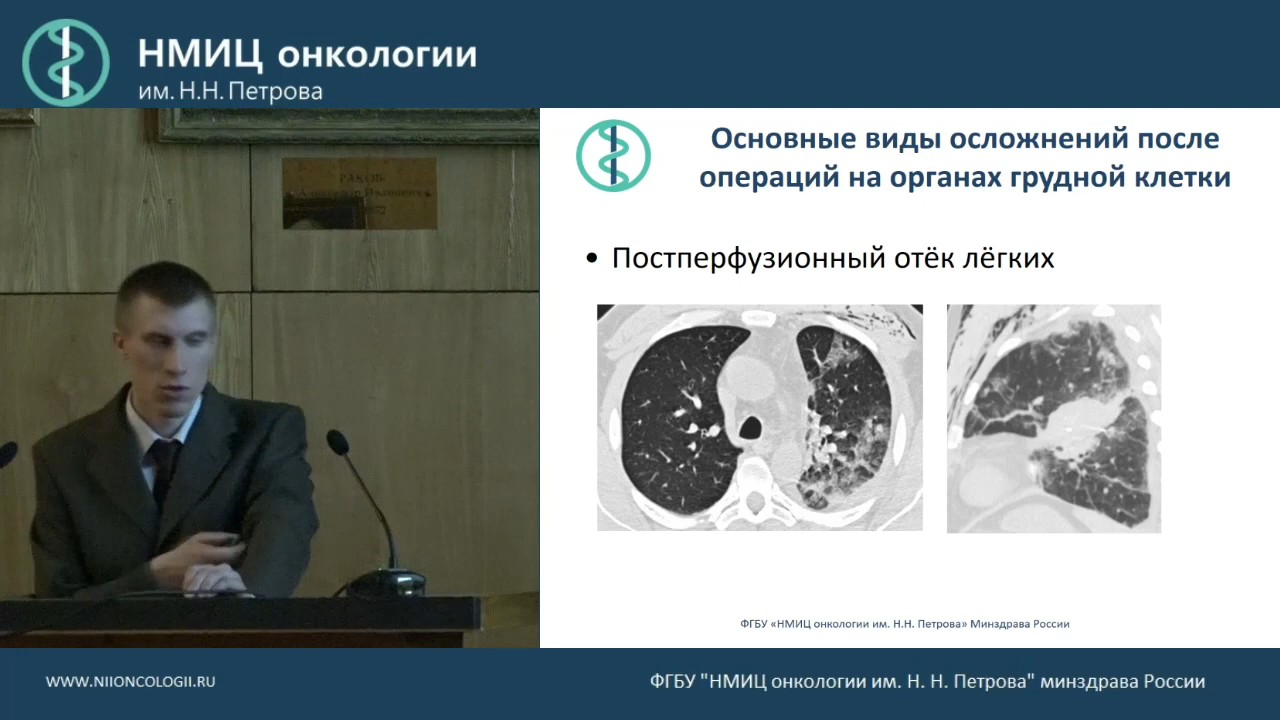 НМИЦ онкологии
им. Н.Н. Петрова
РАКОВ
Основные виды осложнений после
операций на органах грудной клетки
• Постперфузионный отёк лёгких
ФГБУ «НМИЦ онкологии им. Н.Н. Петрова» Минздрава России
WWW.NIIONCOLOGII.RU
ФГБУ "НМИЦ онкологии им. Н. Н. Петрова" минздрава России